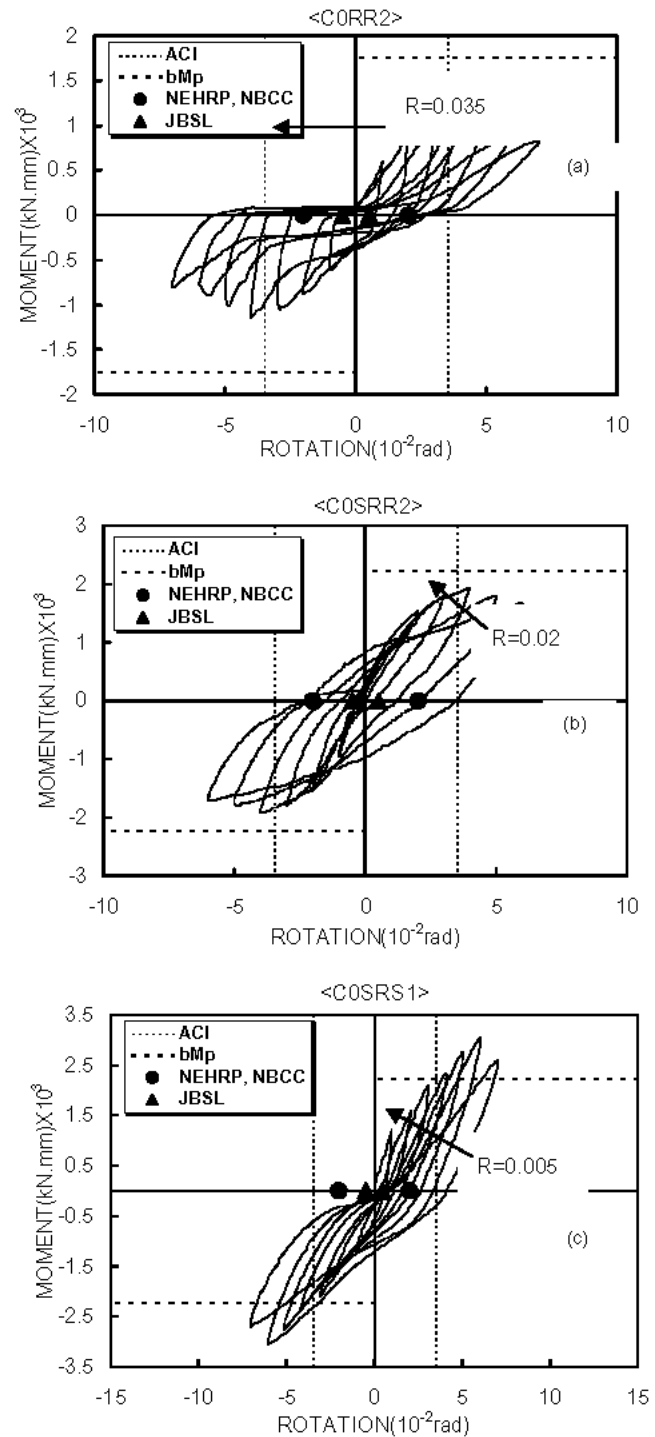 <C0RR2>
ACI
bMp
NEHRP, NBCC
JBSL
2
1.5
1
0.5
0
-0.5
-1
-1.5
-2
MOMENT(kN.mm)X10³
R=0.035
(a)
-10
-5
0
5
10
ROTATION(10⁻²rad)
<C0SRR2>
ACI
bMp
NEHRP, NBCC
JBSL
3
2
1
0
-1
-2
-3
MOMENT(kN.mm)X10³
R=0.02
(b)
-10
-5
0
5
10
ROTATION(10⁻²rad)
<C0SRS1>
ACI
bMp
NEHRP, NBCC
JBSL
3.5
2.5
1.5
0.5
-0.5
-1.5
-2.5
-3.5
MOMENT(kN.mm)X10³
R=0.005
(c)
-15
-10
-5
0
5
10
15
ROTATION(10⁻²rad)